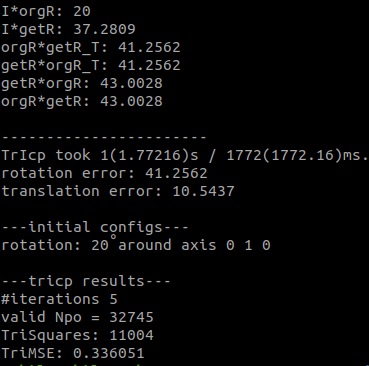 I*orgR: 20
I*getR: 37.2809
orgR*getR_T: 41.2562
getR*orgR_T: 41.2562
getR*orgR: 43.0028
orgR*getR: 43.0028
-----------------------
TrIcp took 1(1.77216)s / 1772(1772.16)ms.
rotation error: 41.2562
translation error: 10.5437
---initial configs---
rotation: 20°around axis 0 1 0
---tricp results---
#iterations 5
valid Npo = 32745
TriSquares: 11004
TriMSE: 0.336051